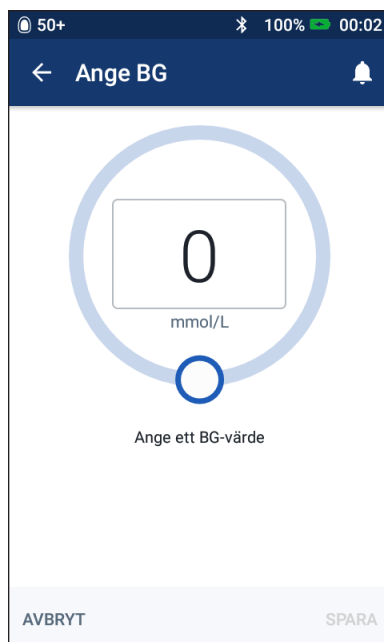 50+ 100% 00:02
Ange BG
0
mmol/L
Ange ett BG-värde
AVBRYT SPARA